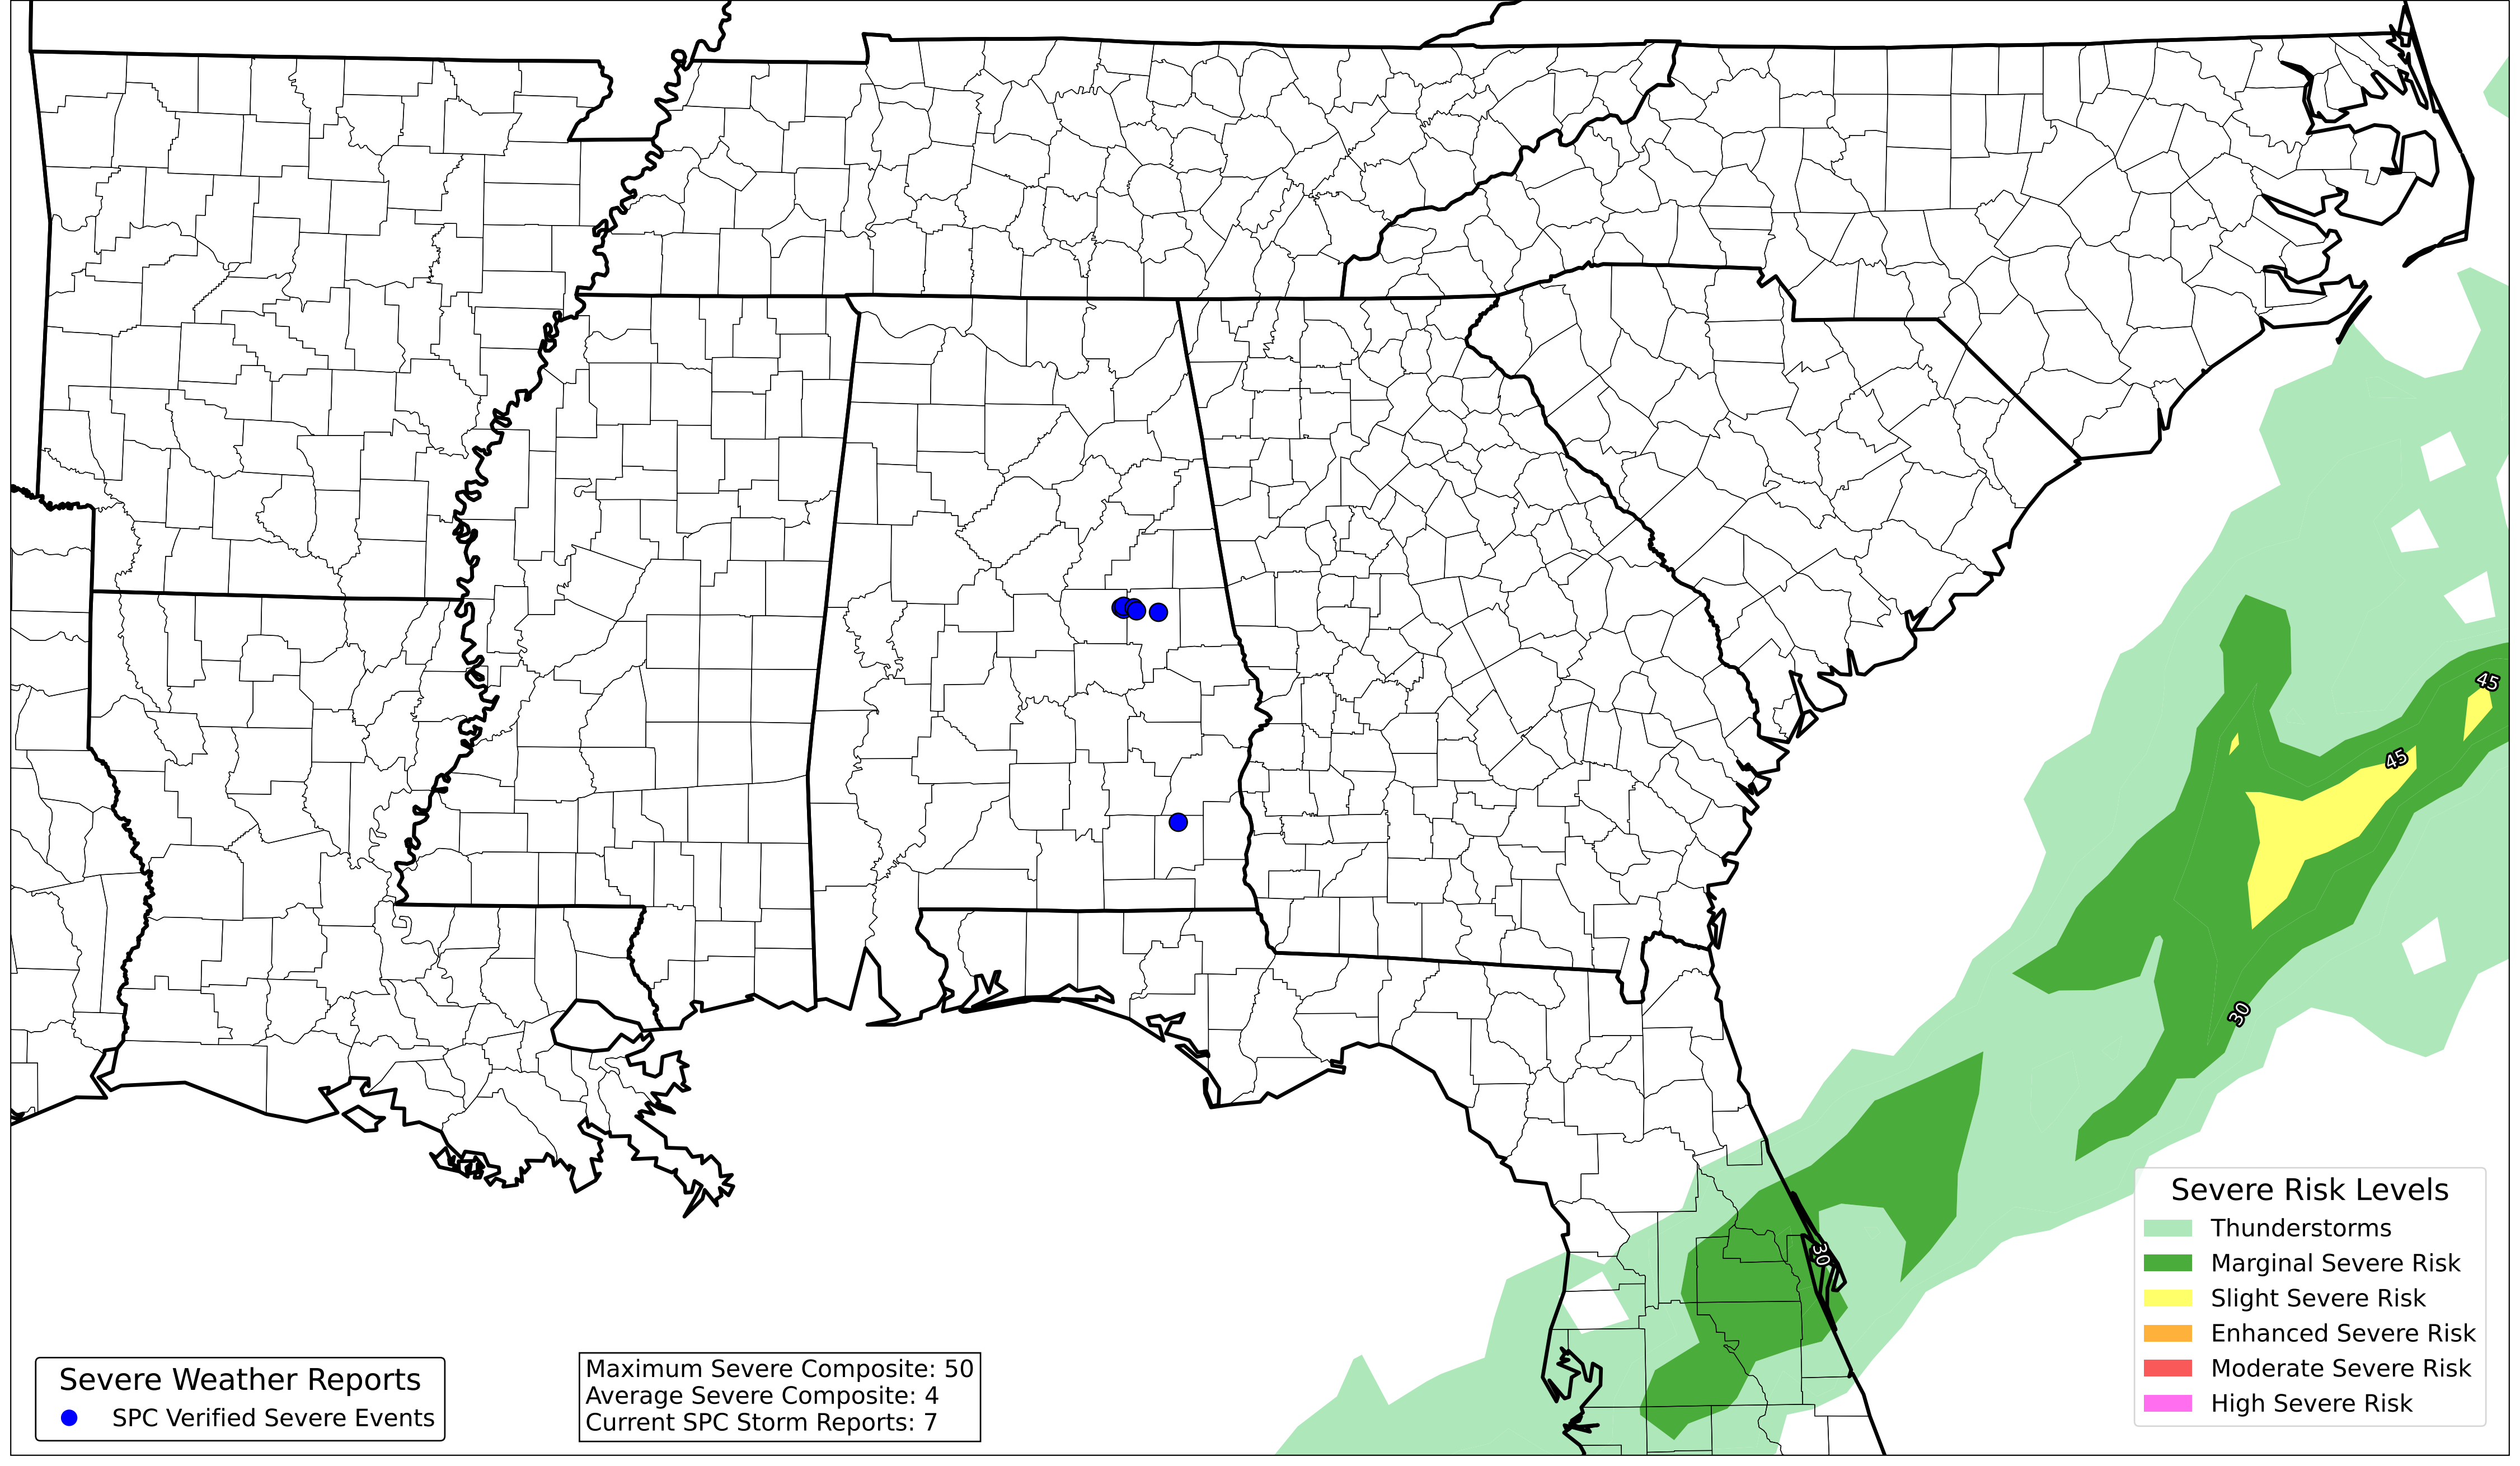 45
45
30
30
Severe Risk Levels
Thunderstorms
Marginal Severe Risk
Slight Severe Risk
Enhanced Severe Risk
Moderate Severe Risk
High Severe Risk
Severe Weather Reports
SPC Verified Severe Events
Maximum Severe Composite: 50
Average Severe Composite: 4
Current SPC Storm Reports: 7